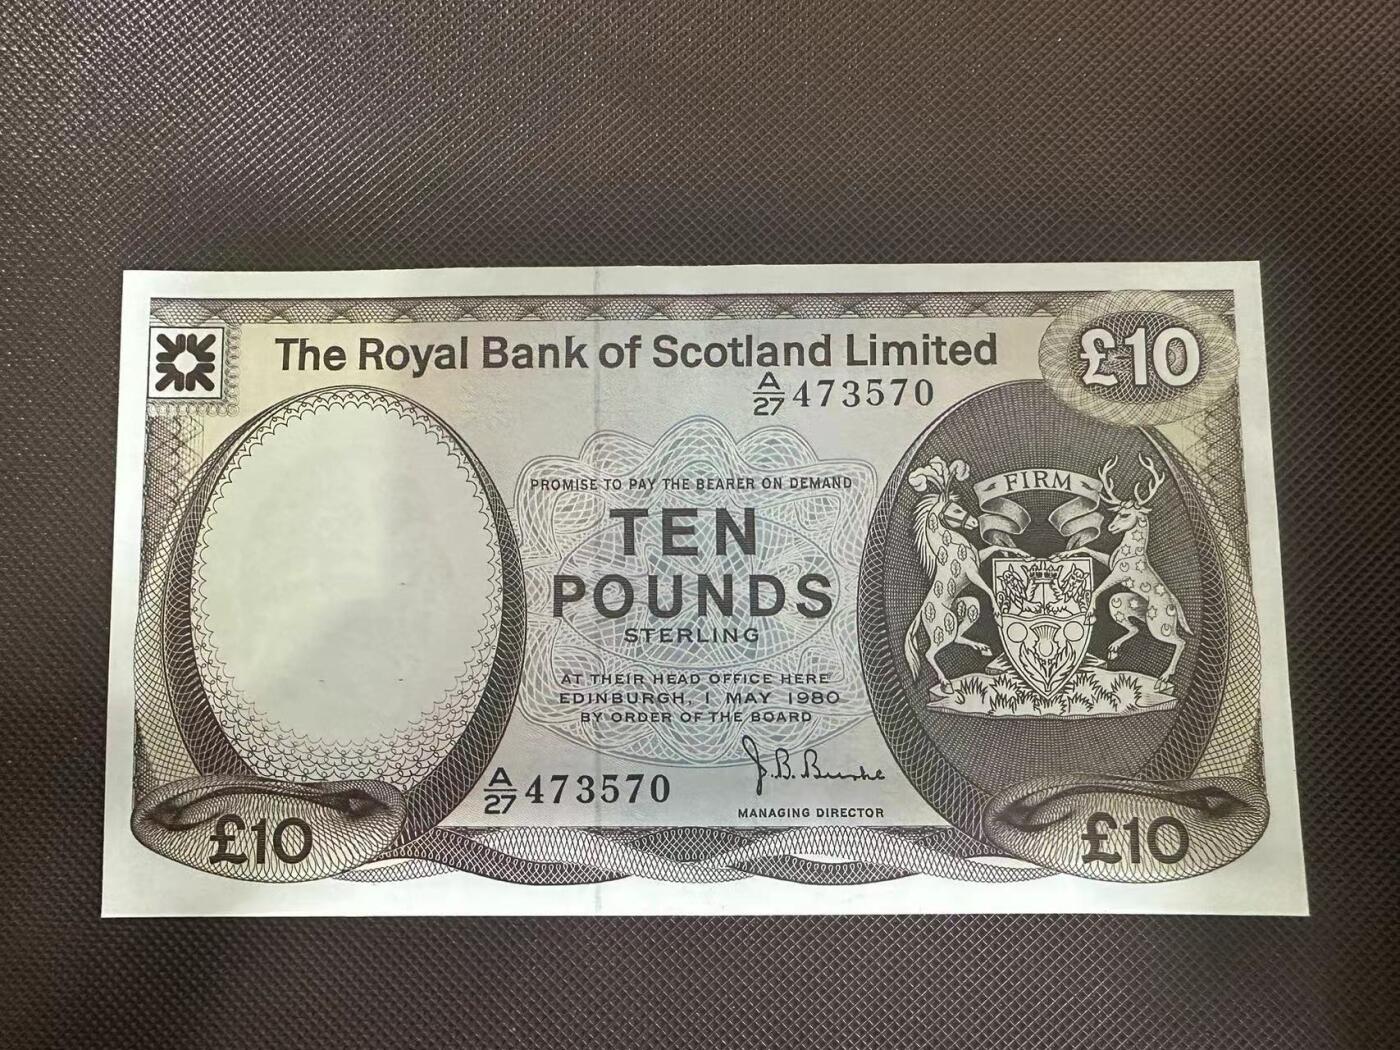 The Royal Bank of Scotland Limited
£10
A/27 473570
FIRM
PROMISE TO PAY THE BEARER ON DEMAND
TEN
POUNDS
STERLING
AT THEIR HEAD OFFICE HERE
EDINBURGH, 1 MAY 1980
BY ORDER OF THE BOARD
A/27 473570
J.B. Burke
MANAGING DIRECTOR
£10
£10